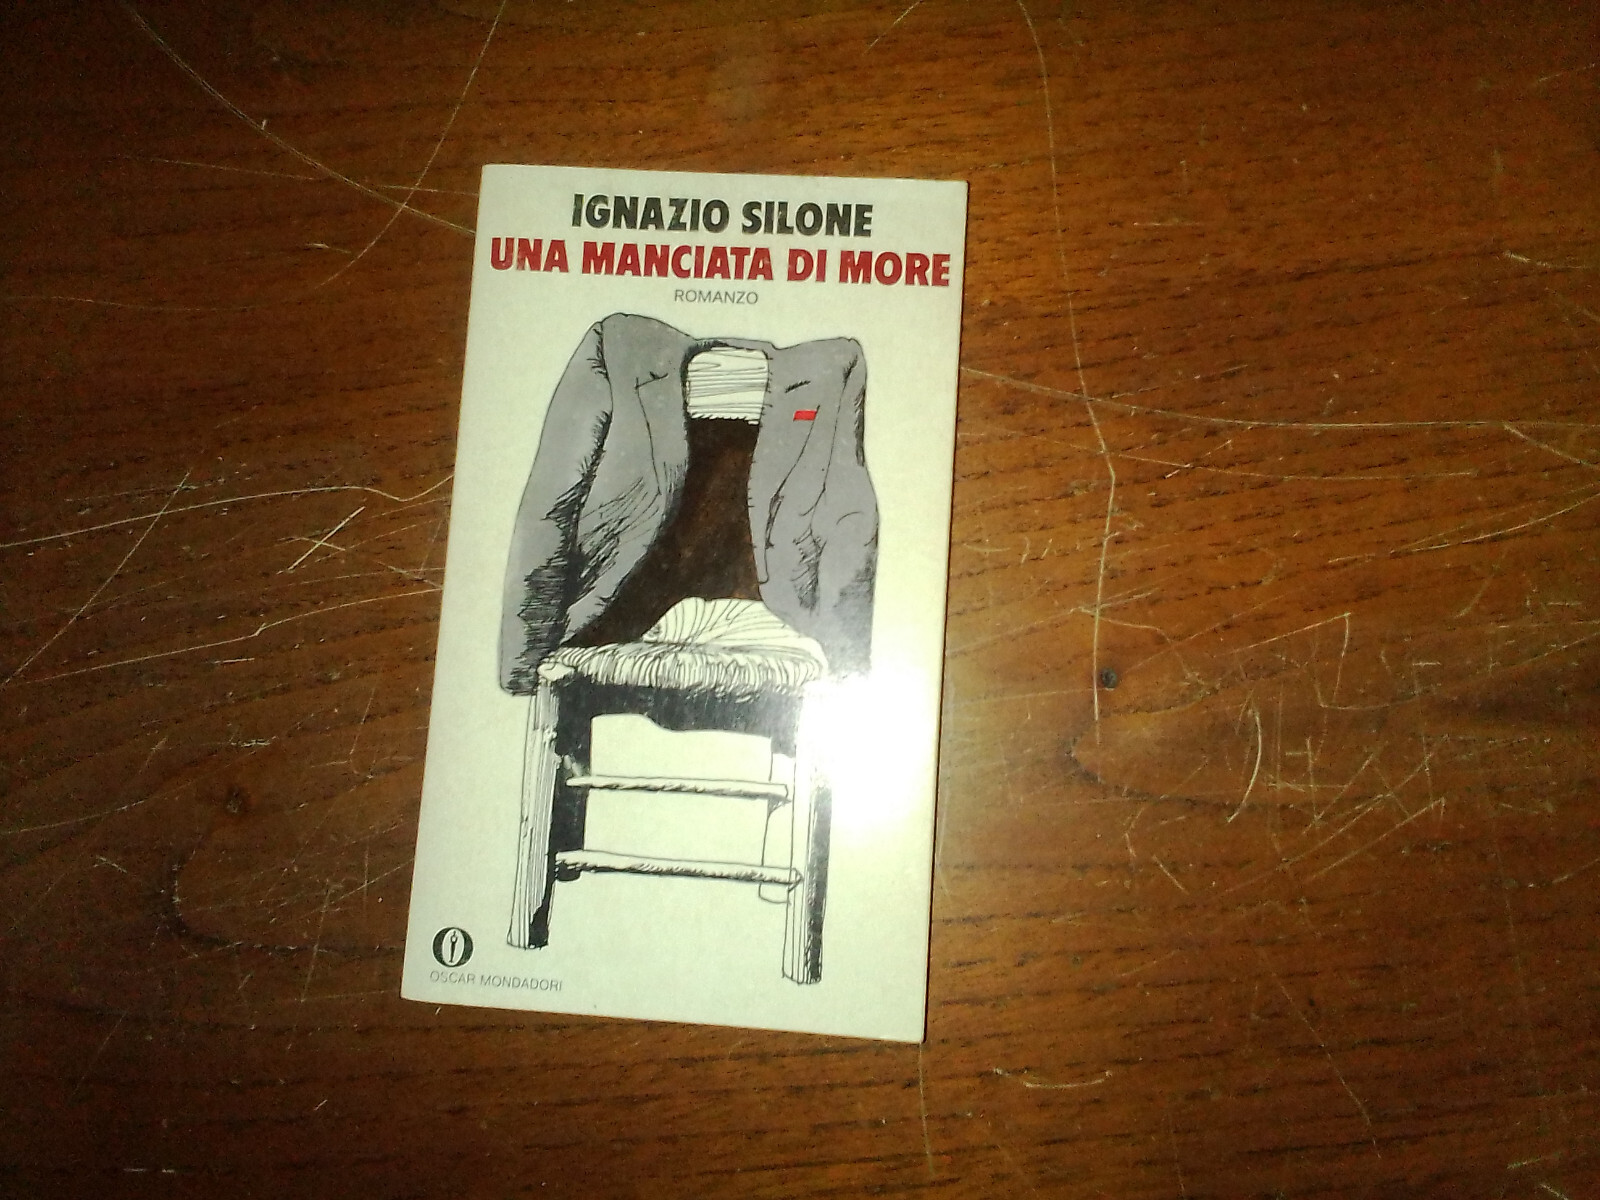 IGNAZIO SILONE
UNA MANCIATA DI MORE
ROMANZO
OSCAR MONDADORI